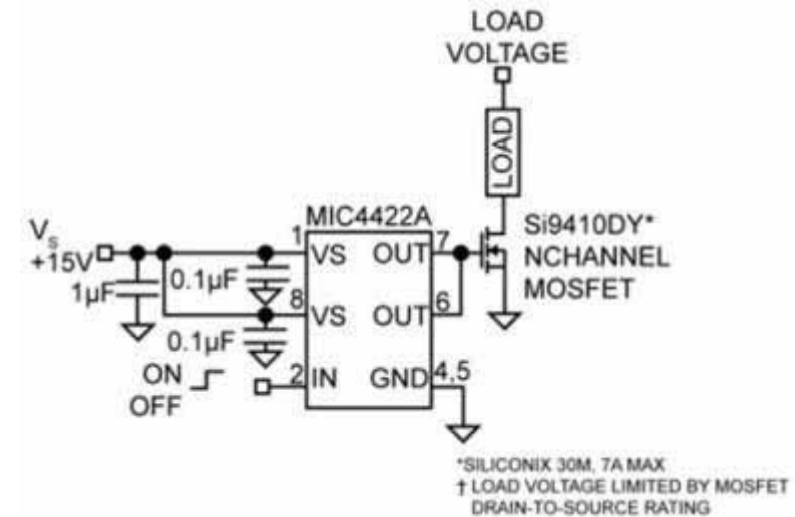 LOAD
VOLTAGE
LOAD
MIC4422A
Si9410DY*
NCHANNEL
MOSFET
VS
+15V
1µF
0.1µF
0.1µF
1
VS
OUT
7
8
VS
OUT
6
ON
OFF
2
IN
GND
4,5
*SILICONIX 30M, 7A MAX
† LOAD VOLTAGE LIMITED BY MOSFET
DRAIN-TO-SOURCE RATING